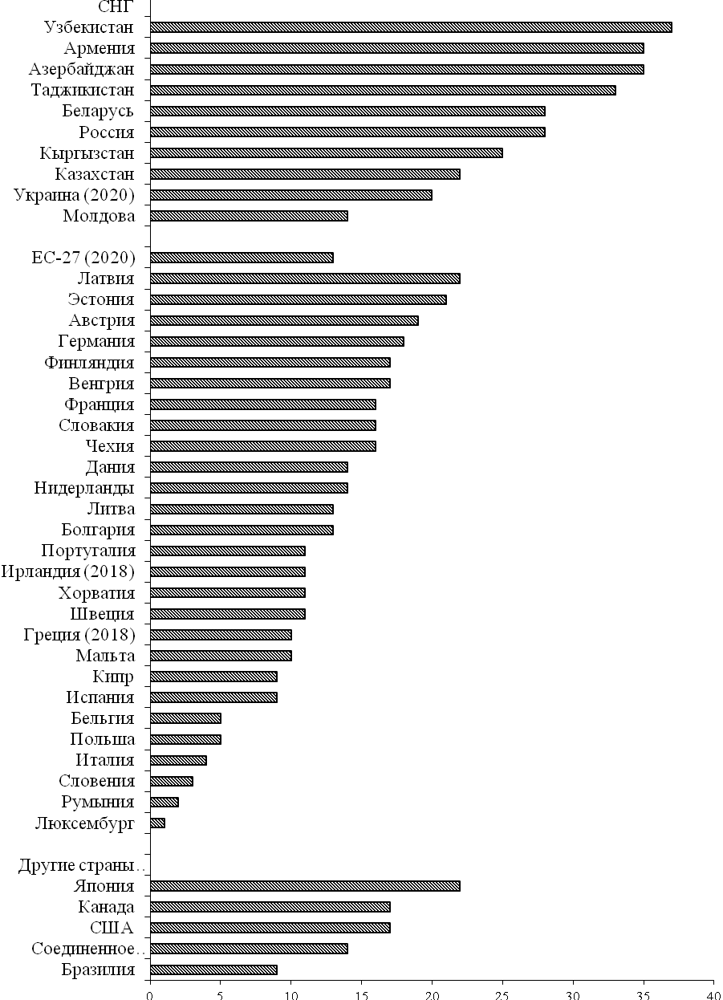 СНГ
Узбекистан
Армения
Азербайджан
Таджикистан
Беларусь
Россия
Кыргызстан
Казахстан
Украина (2020)
Молдова
ЕС-27 (2020)
Латвия
Эстония
Австрия
Германия
Финляндия
Венгрия
Франция
Словакия
Чехия
Дания
Нидерланды
Литва
Болгария
Португалия
Ирландия (2018)
Хорватия
Швеция
Греция (2018)
Мальта
Кипр
Испания
Бельгия
Польша
Италия
Словения
Румыния
Люксембург
Другие страны..
Япония
Канада
США
Соединенное..
Бразилия
0 5 10 15 20 25 30 35 40